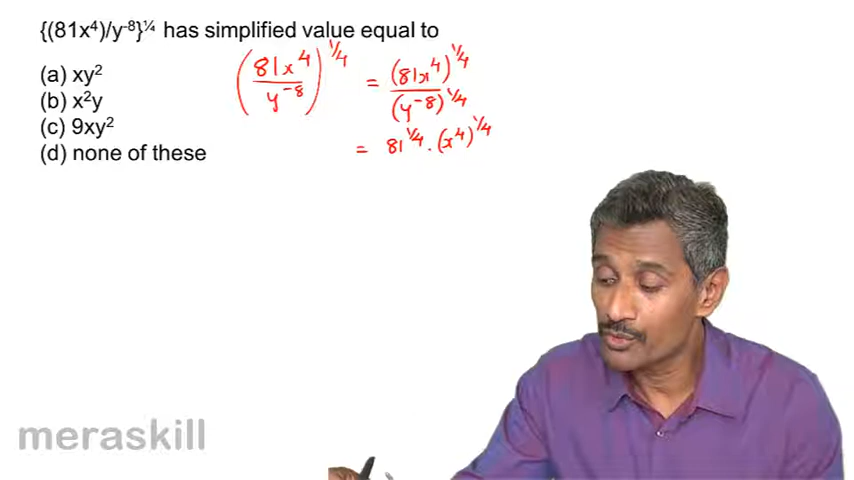 {(81x⁴)/y⁻⁸}^¼ has simplified value equal to
(a) xy²
(b) x²y
(c) 9xy²
(d) none of these
(81x⁴/y⁻⁸)^1/4 = (81x⁴)^1/4/(y⁻⁸)^1/4
= 81^1/4 . (x⁴)^1/4
meraskill